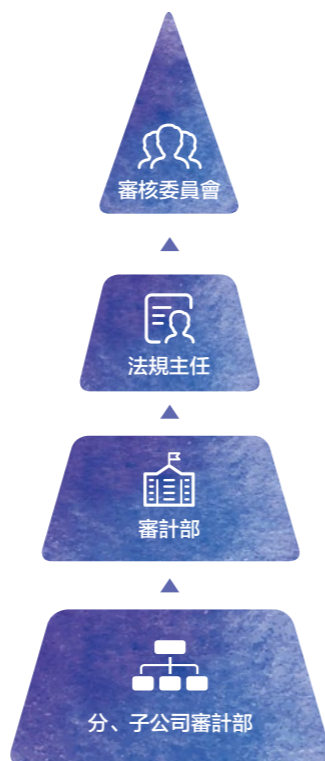 審核委員會
法規主任
審計部
分、子公司審計部